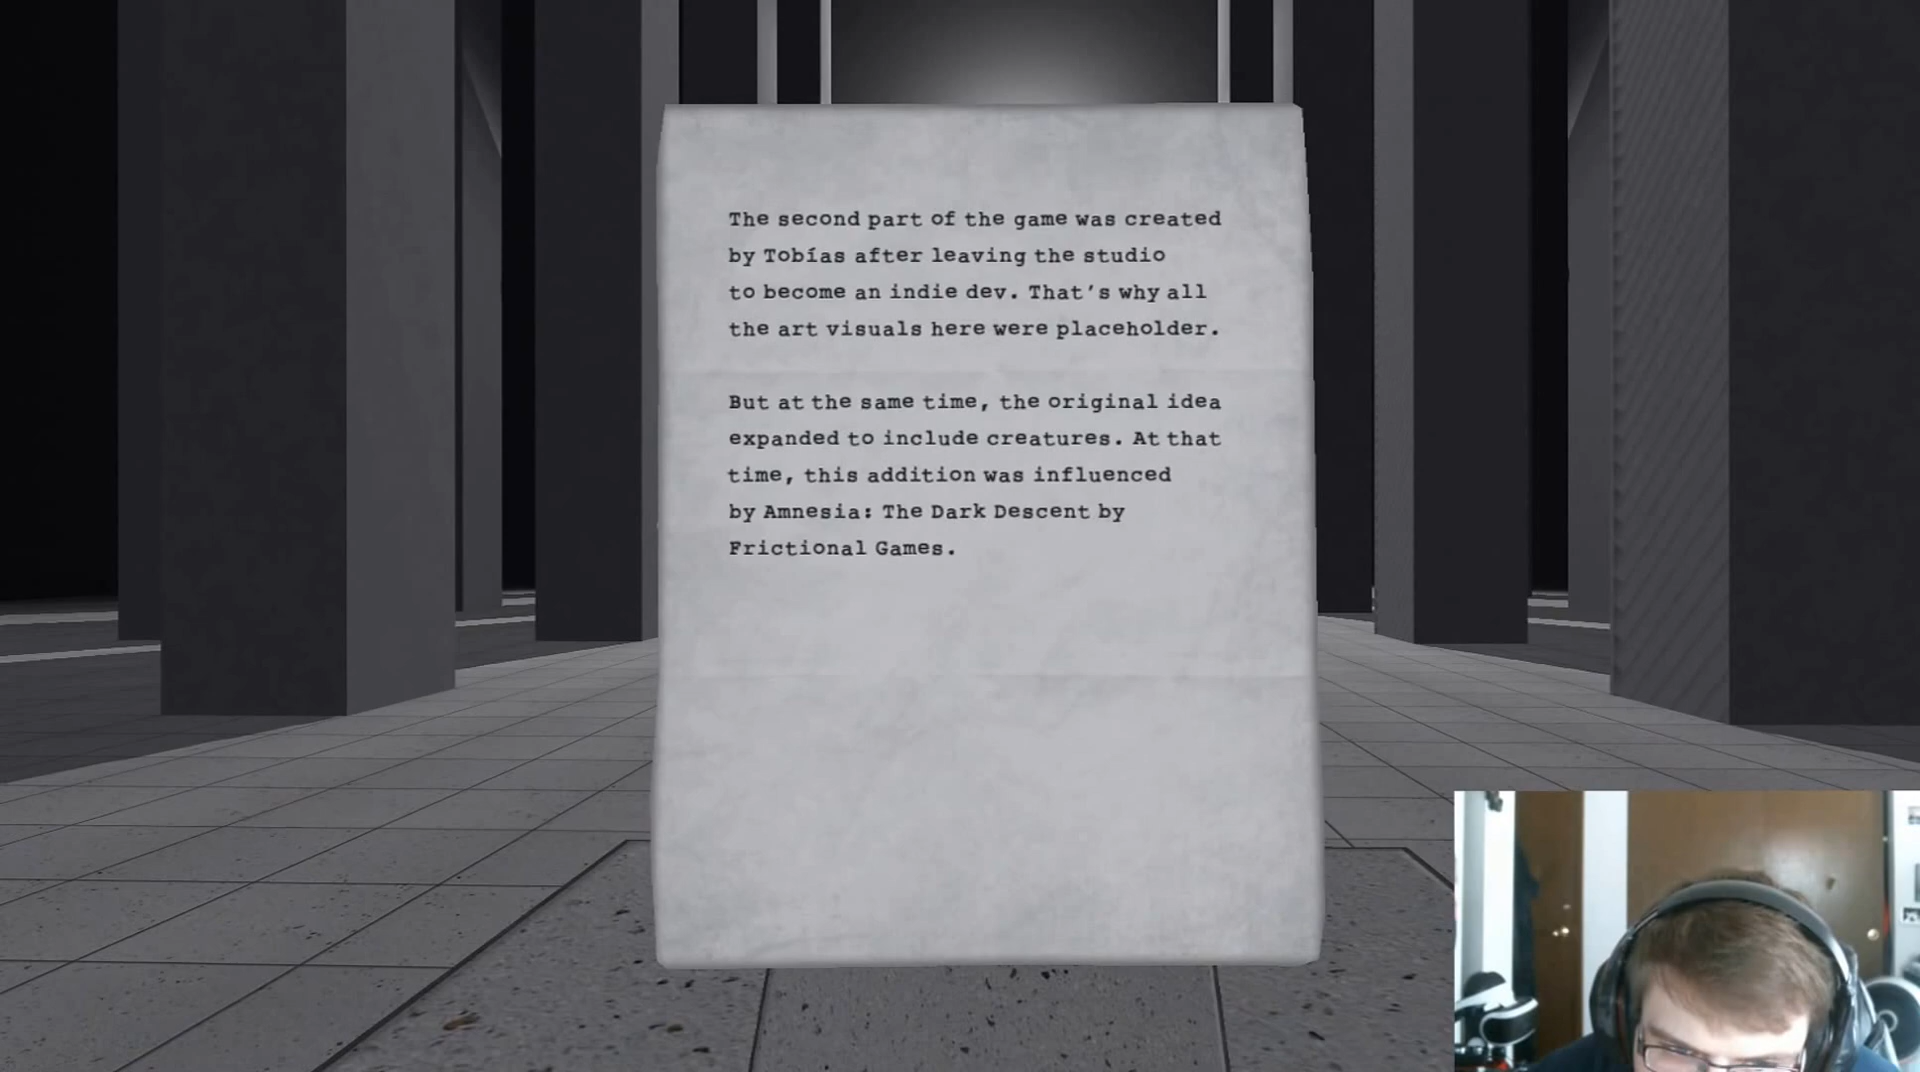 The second part of the game was created
by Tobías after leaving the studio
to become an indie dev. That's why all
the art visuals here were placeholder.
But at the same time, the original idea
expanded to include creatures. At that
time, this addition was influenced
by Amnesia: The Dark Descent by
Frictional Games.